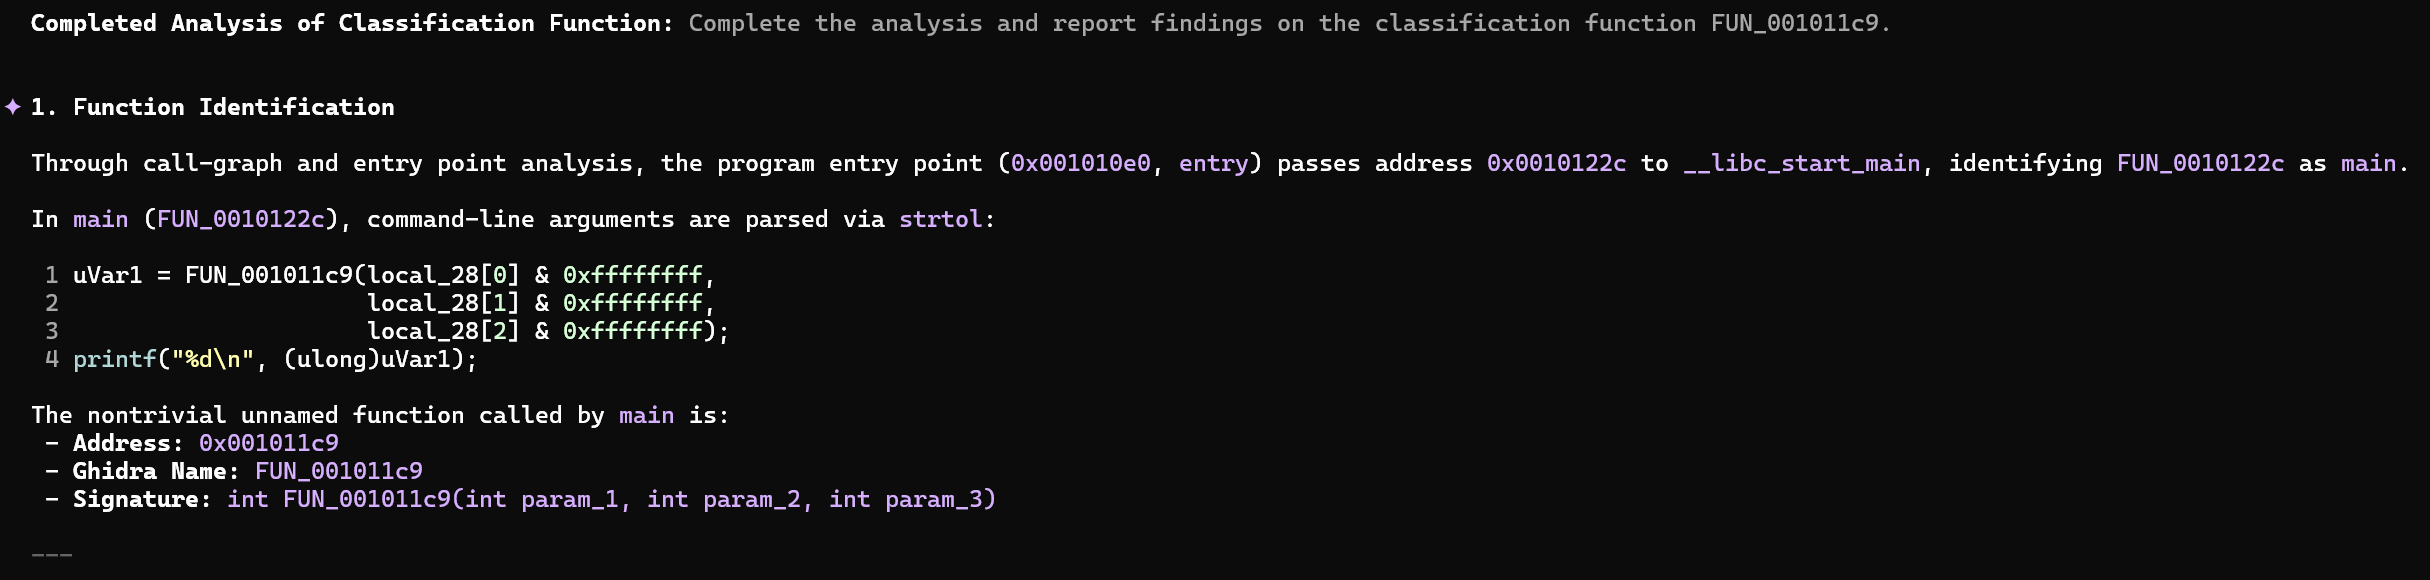 Completed Analysis of Classification Function: Complete the analysis and report findings on the classification function FUN_001011c9.
✦ 1. Function Identification
Through call-graph and entry point analysis, the program entry point (0x001010e0, entry) passes address 0x0010122c to __libc_start_main, identifying FUN_0010122c as main.
In main (FUN_0010122c), command-line arguments are parsed via strtol:
1 uVar1 = FUN_001011c9(local_28[0] & 0xffffffff,
2                      local_28[1] & 0xffffffff,
3                      local_28[2] & 0xffffffff);
4 printf("%d\n", (ulong)uVar1);
The nontrivial unnamed function called by main is:
- Address: 0x001011c9
- Ghidra Name: FUN_001011c9
- Signature: int FUN_001011c9(int param_1, int param_2, int param_3)
---